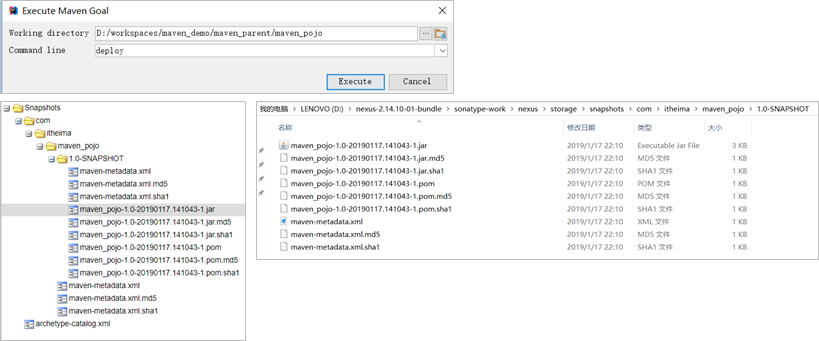 Execute Maven Goal
Working directory D:/workspaces/maven_demo/maven_parent/maven_pojo
Command line deploy
Execute Cancel
Snapshots
com
itheima
maven_pojo
1.0-SNAPSHOT
maven-metadata.xml
maven-metadata.xml.md5
maven-metadata.xml.sha1
maven_pojo-1.0-20190117.141043-1.jar
maven_pojo-1.0-20190117.141043-1.jar.md5
maven_pojo-1.0-20190117.141043-1.jar.sha1
maven_pojo-1.0-20190117.141043-1.pom
maven_pojo-1.0-20190117.141043-1.pom.md5
maven_pojo-1.0-20190117.141043-1.pom.sha1
maven-metadata.xml
maven-metadata.xml.md5
maven-metadata.xml.sha1
archetype-catalog.xml
我的电脑 > LENOVO (D:) > nexus-2.14.10-01-bundle > sonatype-work > nexus > storage > snapshots > com > itheima > maven_pojo > 1.0-SNAPSHOT
名称 修改日期 类型 大小
maven_pojo-1.0-20190117.141043-1.jar 2019/1/17 22:10 Executable Jar File 3 KB
maven_pojo-1.0-20190117.141043-1.jar.md5 2019/1/17 22:10 MD5 文件 1 KB
maven_pojo-1.0-20190117.141043-1.jar.sha1 2019/1/17 22:10 SHA1 文件 1 KB
maven_pojo-1.0-20190117.141043-1.pom 2019/1/17 22:10 POM 文件 1 KB
maven_pojo-1.0-20190117.141043-1.pom.md5 2019/1/17 22:10 MD5 文件 1 KB
maven_pojo-1.0-20190117.141043-1.pom.sha1 2019/1/17 22:10 SHA1 文件 1 KB
maven-metadata.xml 2019/1/17 22:10 XML 文件 1 KB
maven-metadata.xml.md5 2019/1/17 22:10 MD5 文件 1 KB
maven-metadata.xml.sha1 2019/1/17 22:10 SHA1 文件 1 KB